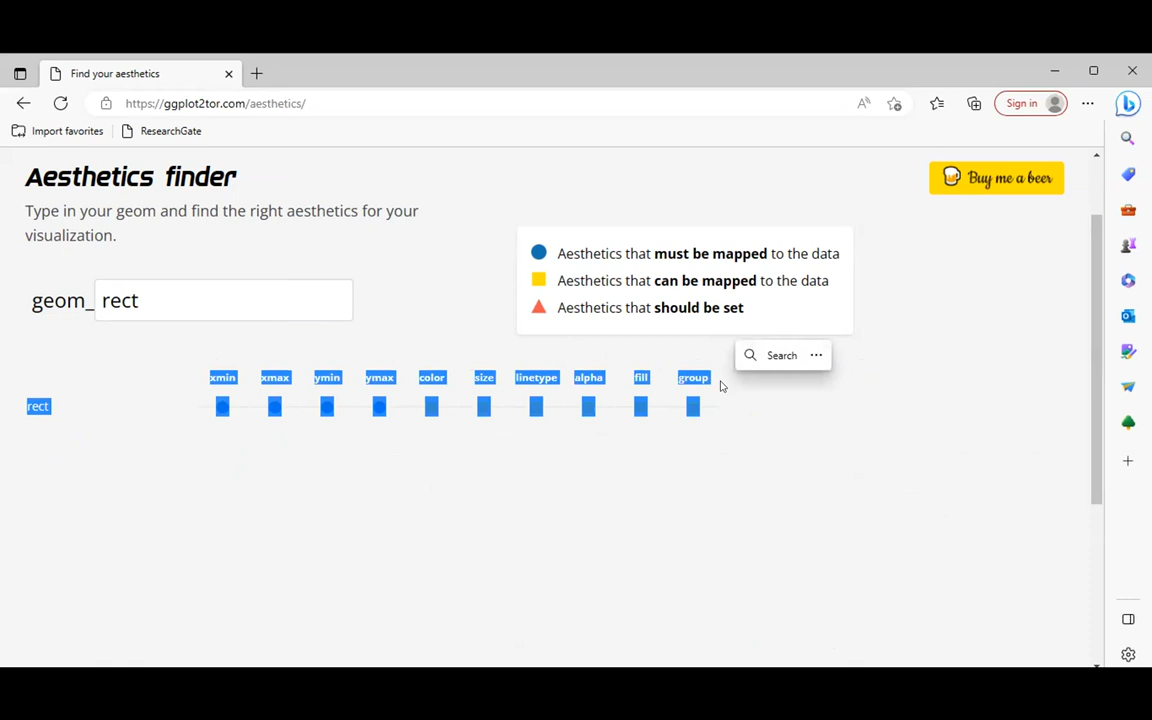 Find your aesthetics
https://ggplot2tor.com/aesthetics/
A
Sign in
Import favorites
ResearchGate
Aesthetics finder
Buy me a beer
Type in your geom and find the right aesthetics for your
visualization.
Aesthetics that must be mapped to the data
Aesthetics that can be mapped to the data
Aesthetics that should be set
geom_ rect
Search
xmin xmax ymin ymax color size linetype alpha fill group
rect